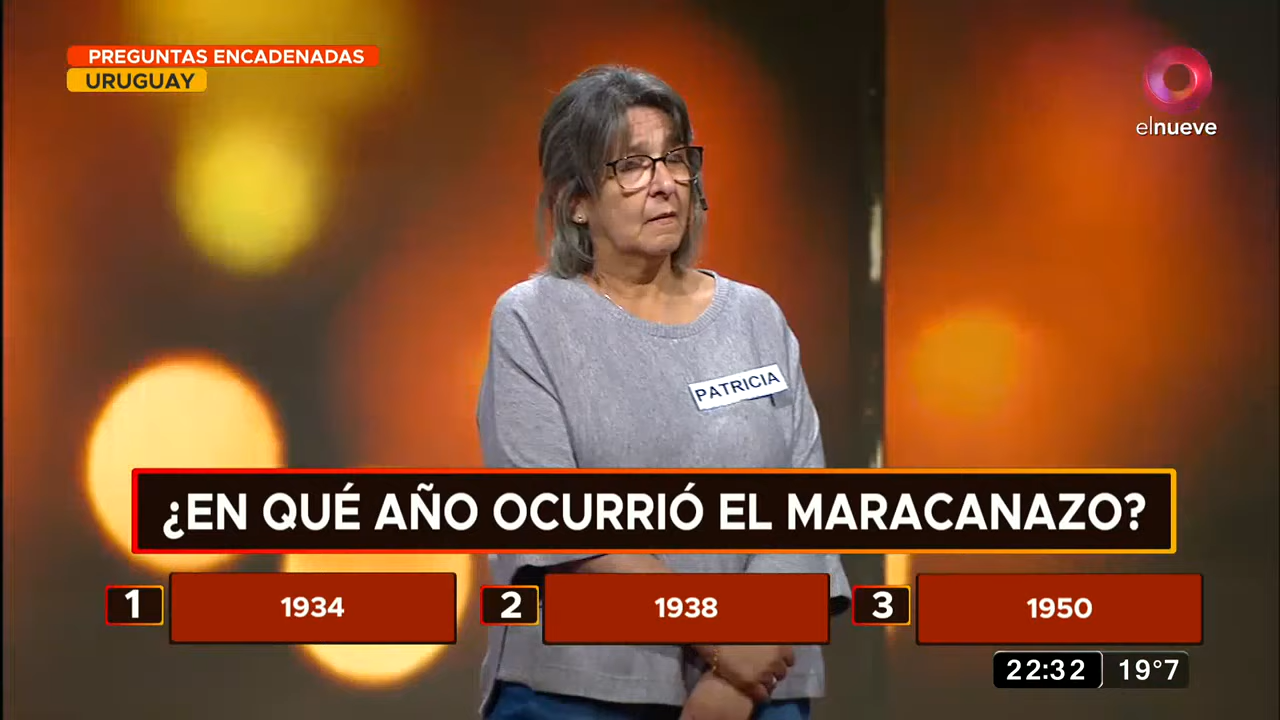 PREGUNTAS ENCADENADAS
URUGUAY
elnueve
PATRICIA
¿EN QUÉ AÑO OCURRIÓ EL MARACANAZO?
1 1934
2 1938
3 1950
22:32 19°7